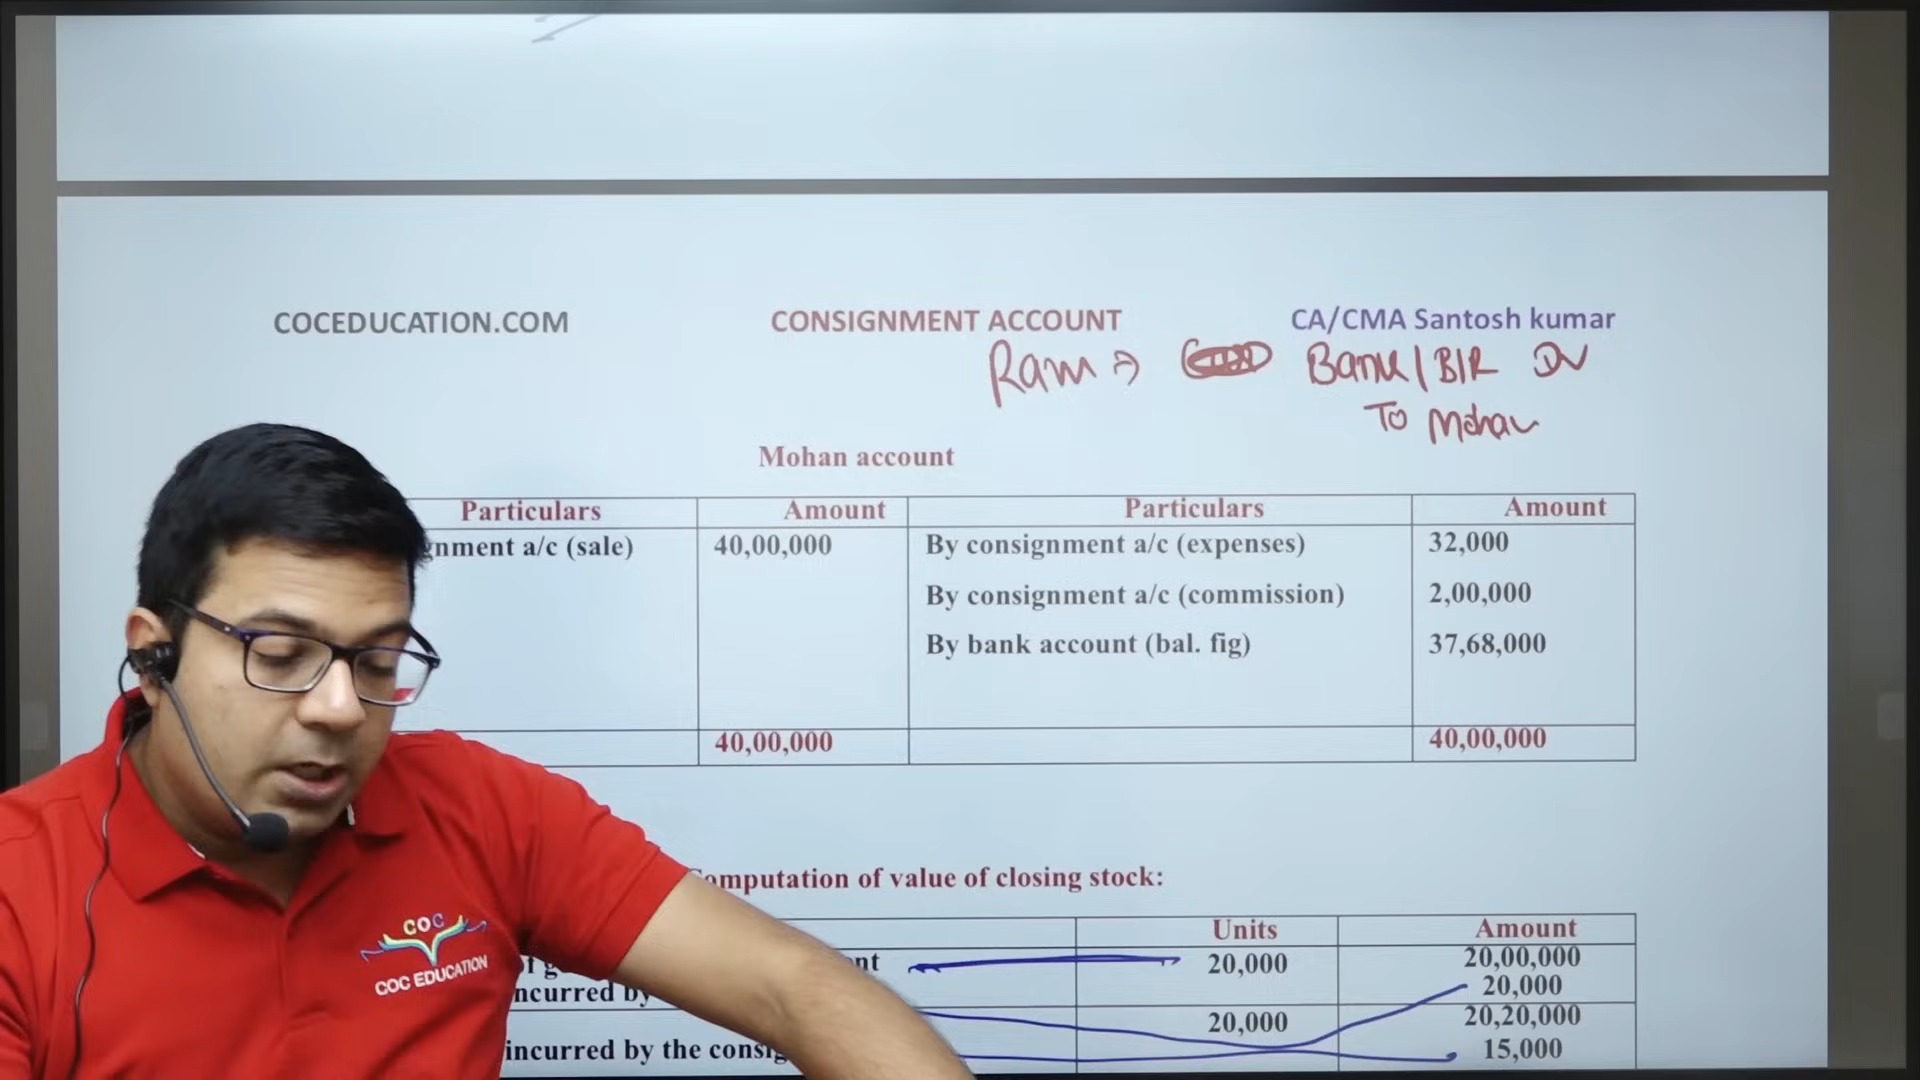 COCEDUCATION.COM CONSIGNMENT ACCOUNT CA/CMA Santosh kumar
Ram Bank/B/R Dr
To Mohan
Mohan account
Particulars Amount Particulars Amount
gnment a/c (sale) 40,00,000 By consignment a/c (expenses) 32,000
By consignment a/c (commission) 2,00,000
By bank account (bal. fig) 37,68,000
40,00,000 40,00,000
omputation of value of closing stock:
Units Amount
nt 20,000 20,00,000
ncurred by 20,000
20,000 20,20,000
incurred by the consig 15,000
COC
COC EDUCATION